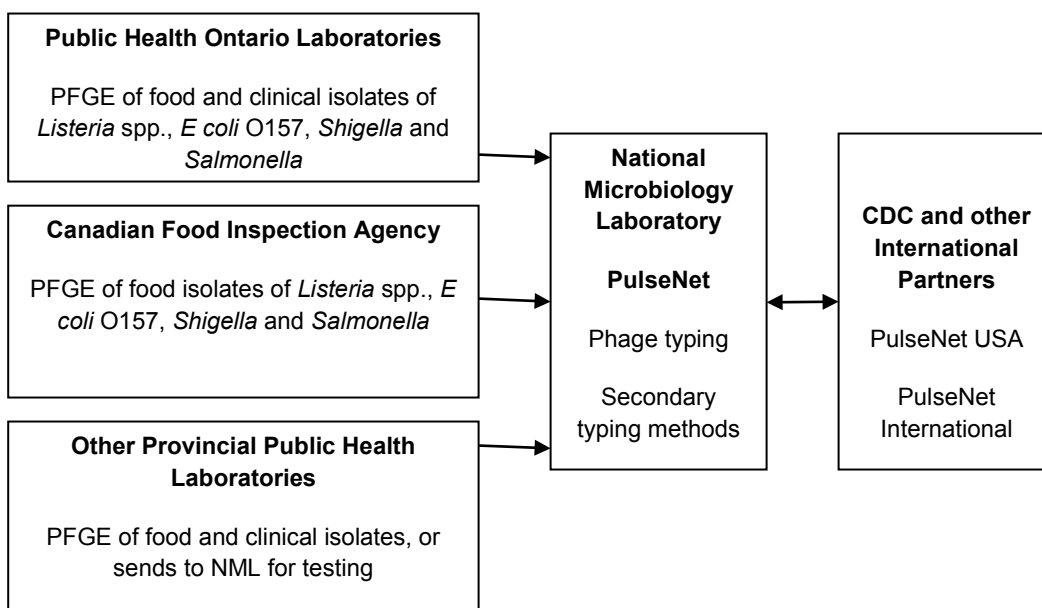 Public Health Ontario Laboratories
PFGE of food and clinical isolates of
Listeria spp., E coli O157, Shigella and
Salmonella
Canadian Food Inspection Agency
PFGE of food isolates of Listeria spp., E
coli O157, Shigella and Salmonella
Other Provincial Public Health
Laboratories
PFGE of food and clinical isolates, or
sends to NML for testing
National
Microbiology
Laboratory
PulseNet
Phage typing
Secondary
typing methods
CDC and other
International
Partners
PulseNet USA
PulseNet
International